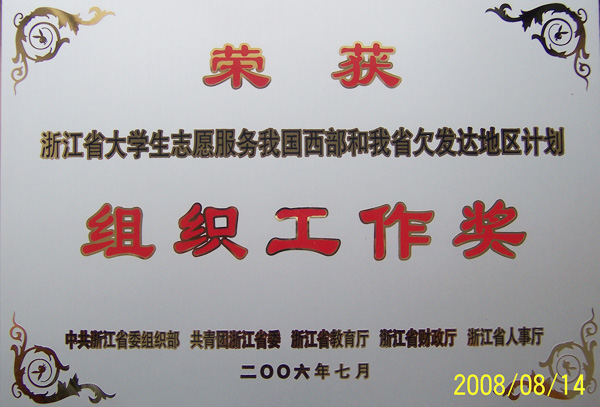 荣获
浙江省大学生志愿服务我国西部和我省欠发达地区计划
组织工作奖
中共浙江省委组织部 共青团浙江省委 浙江省教育厅 浙江省财政厅 浙江省人事厅
二〇〇六年七月
2008/08/14